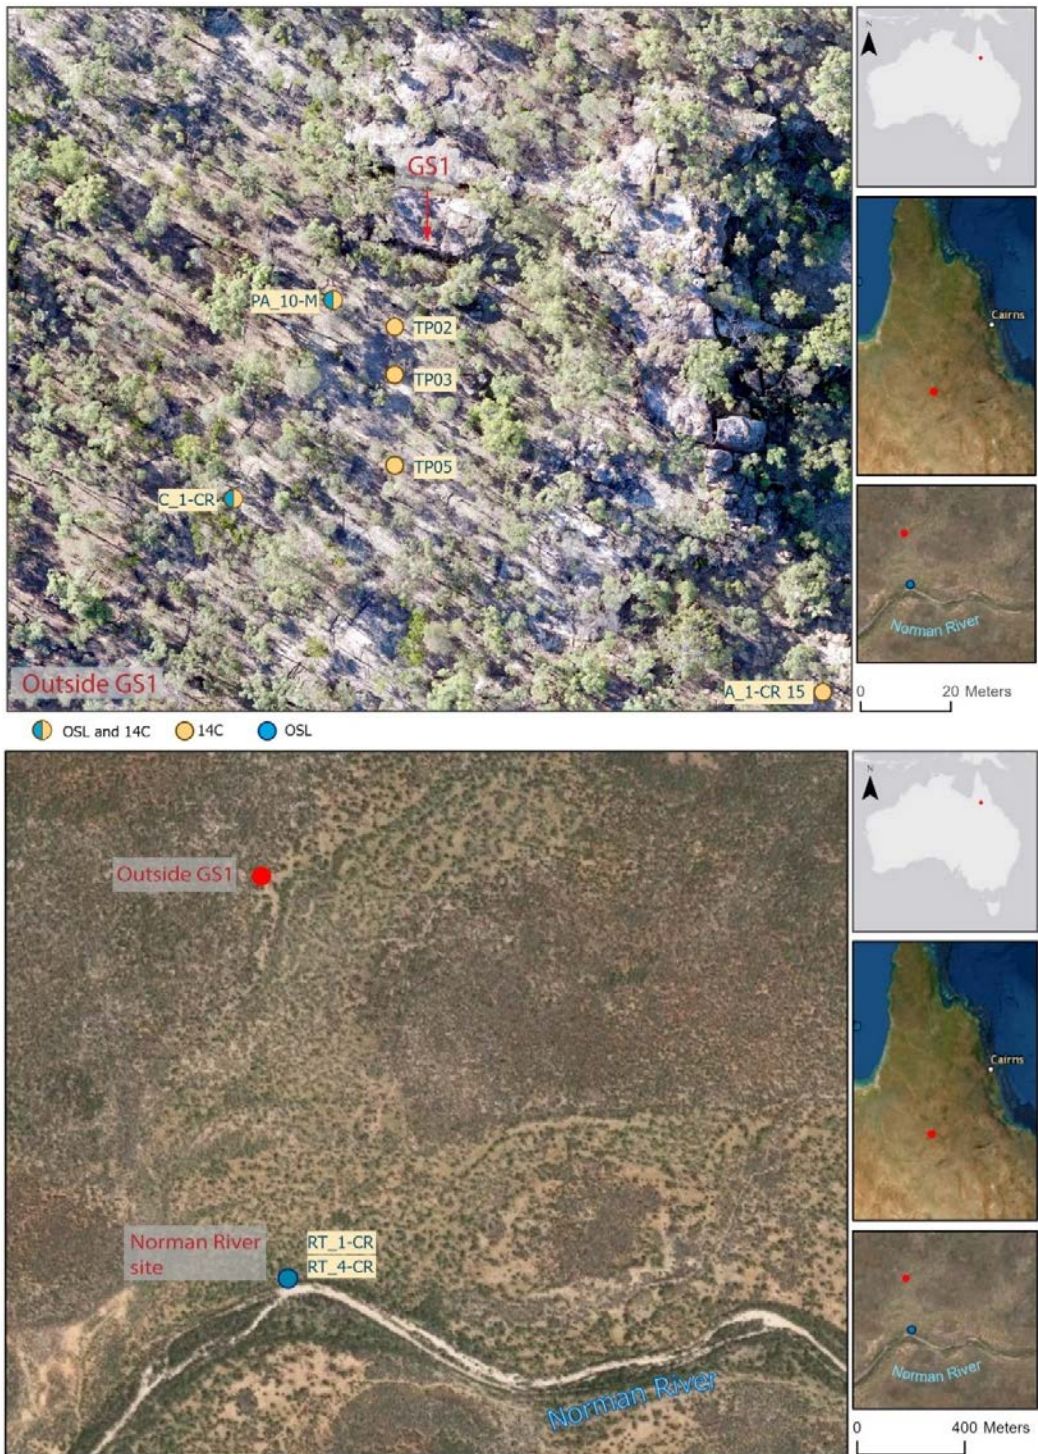 GS1
PA_10-M
TP02
TP03
TP05
C_1-CR
Outside GS1
A_1-CR 15
N
Cairns
Norman River
0 20 Meters
OSL and 14C 14C OSL
Outside GS1
Norman River
site
RT_1-CR
RT_4-CR
Norman River
N
Cairns
Norman River
0 400 Meters